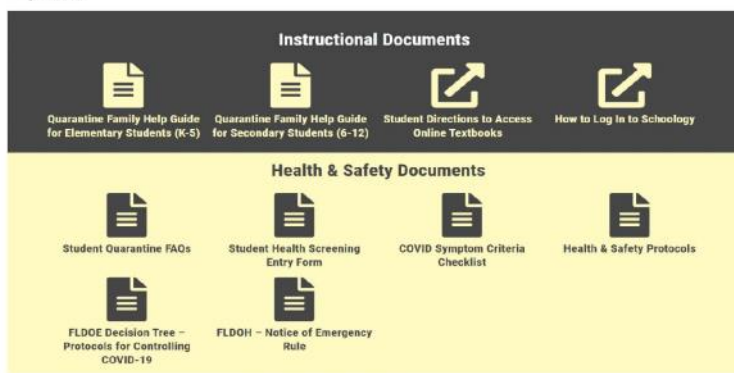 Instructional Documents
Quarantine Family Help Guide
for Elementary Students (K-5)
Quarantine Family Help Guide
for Secondary Students (6-12)
Student Directions to Access
Online Textbooks
How to Log In to Schoology
Health & Safety Documents
Student Quarantine FAQs
Student Health Screening
Entry Form
COVID Symptom Criteria
Checklist
Health & Safety Protocols
FLDOE Decision Tree –
Protocols for Controlling
COVID-19
FLDOH – Notice of Emergency
Rule